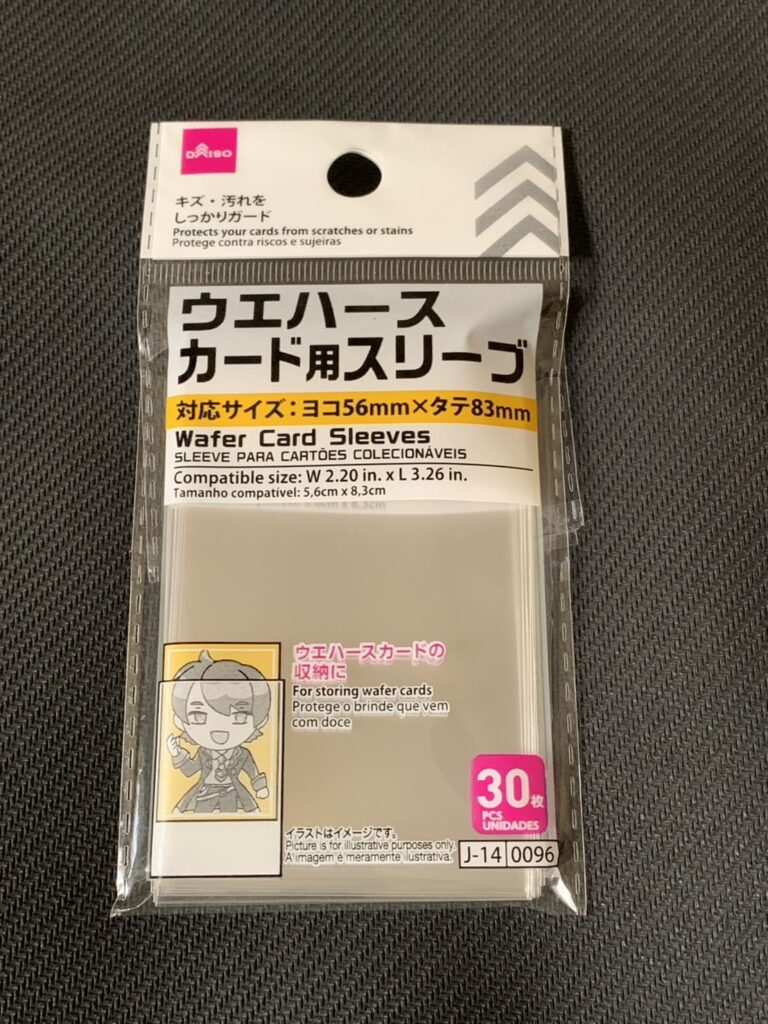 DAISO
キズ・汚れを
しっかりガード
Protects your cards from scratches or stains
Protege contra riscos e sujeiras
ウエハース
カード用スリーブ
対応サイズ：ヨコ56mm×タテ83mm
Wafer Card Sleeves
SLEEVE PARA CARTÕES COLECIONÁVEIS
Compatible size: W 2.20 in. x L 3.26 in.
Tamanho compatível: 5,6cm x 8,3cm
ウエハースカードの
収納に
For storing wafer cards
Protege o brinde que vem
com doce
30枚
PCS
UNIDADES
イラストはイメージです。
Picture is for illustrative purposes only.
A imagem é meramente ilustrativa.
J-14 0096